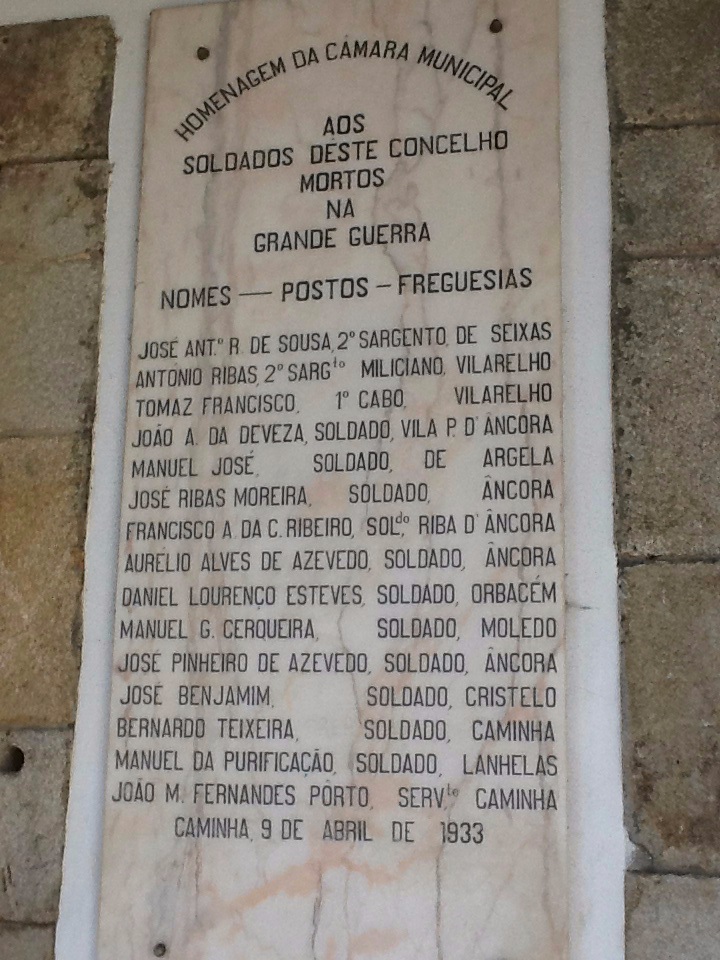 HOMENAGEM DA CÂMARA MUNICIPAL
AOS
SOLDADOS DESTE CONCELHO
MORTOS
NA
GRANDE GUERRA
NOMES — POSTOS – FREGUESIAS
JOSÉ ANT.º R. DE SOUSA, 2º SARGENTO, DE SEIXAS
ANTÓNIO RIBAS, 2º SARG.to MILICIANO, VILARELHO
TOMAZ FRANCISCO, 1º CABO, VILARELHO
JOÃO A. DA DEVEZA, SOLDADO, VILA P. D'ÂNCORA
MANUEL JOSÉ, SOLDADO, DE ARGELA
JOSÉ RIBAS MOREIRA, SOLDADO, ÂNCORA
FRANCISCO A. DA C. RIBEIRO, SOL.do, RIBA D'ÂNCORA
AURÉLIO ALVES DE AZEVEDO, SOLDADO, ÂNCORA
DANIEL LOURENÇO ESTEVES, SOLDADO, ORBACÉM
MANUEL G. CERQUEIRA, SOLDADO, MOLEDO
JOSÉ PINHEIRO DE AZEVEDO, SOLDADO, ÂNCORA
JOSÉ BENJAMIM, SOLDADO, CRISTELO
BERNARDO TEIXEIRA, SOLDADO, CAMINHA
MANUEL DA PURIFICAÇÃO, SOLDADO, LANHELAS
JOÃO M. FERNANDES PÔRTO, SERV.te CAMINHA
CAMINHA, 9 DE ABRIL DE 1933